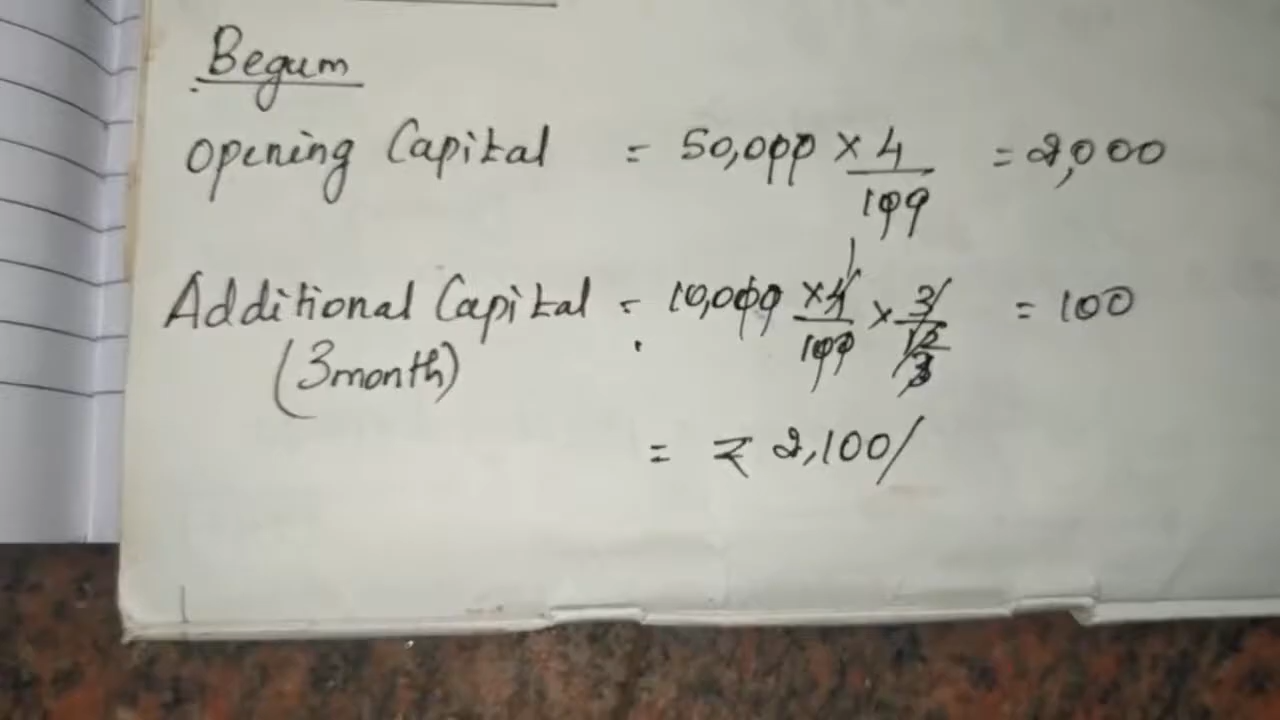 Begum
Opening Capital = 50,000 × 4/100 = 2,000
Additional Capital = 10,000 × 4/100 × 3/12 = 100
(3month)
= ₹ 2,100/